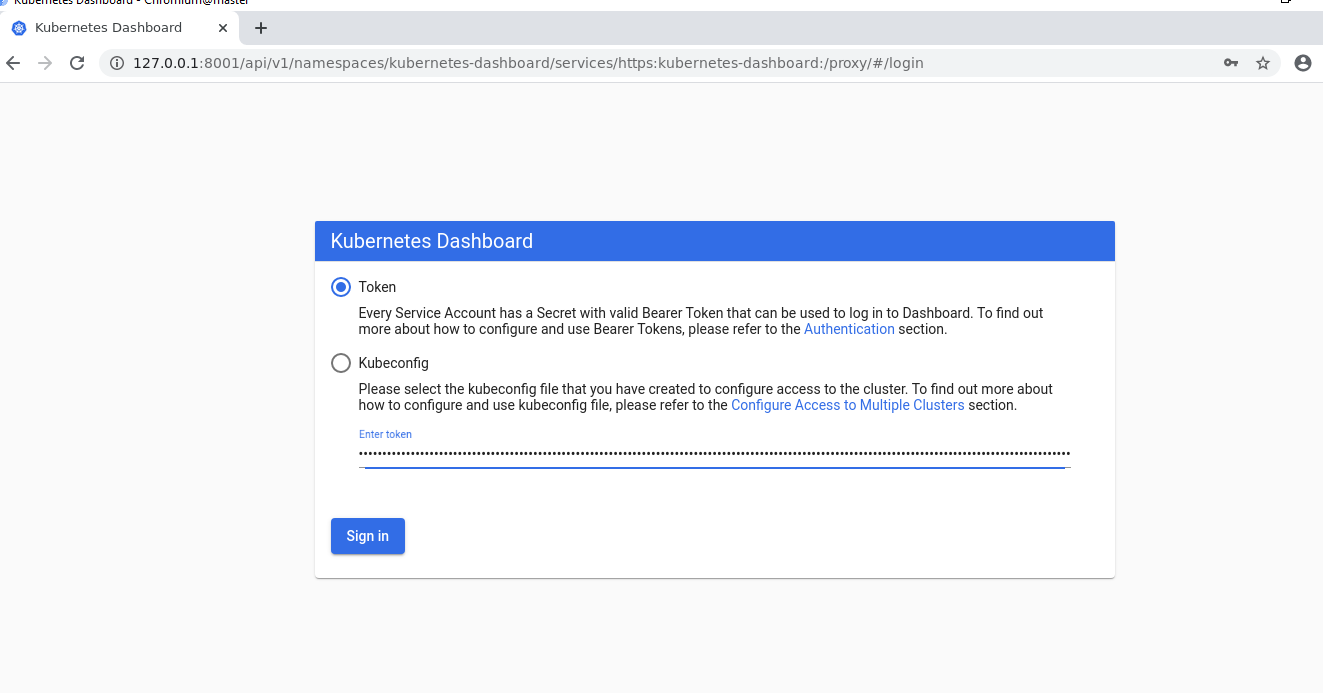 Kubernetes Dashboard - Chromium@master
Kubernetes Dashboard
127.0.0.1:8001/api/v1/namespaces/kubernetes-dashboard/services/https:kubernetes-dashboard:/proxy/#/login
Kubernetes Dashboard
Token
Every Service Account has a Secret with valid Bearer Token that can be used to log in to Dashboard. To find out
more about how to configure and use Bearer Tokens, please refer to the Authentication section.
Kubeconfig
Please select the kubeconfig file that you have created to configure access to the cluster. To find out more about
how to configure and use kubeconfig file, please refer to the Configure Access to Multiple Clusters section.
Enter token
Sign in